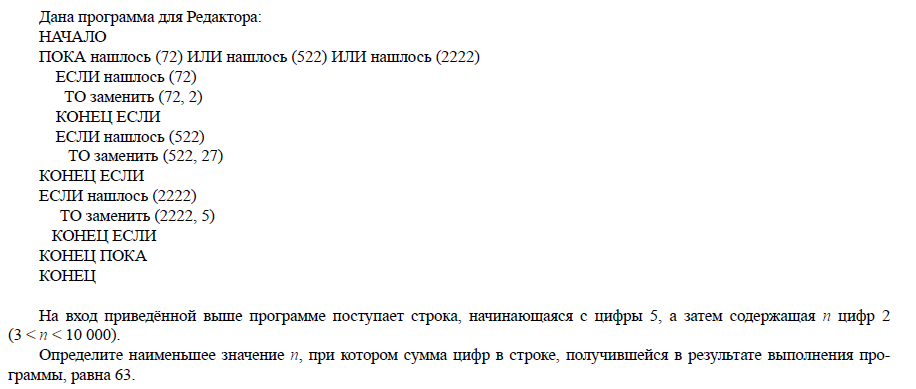 Дана программа для Редактора:
НАЧАЛО
ПОКА нашлось (72) ИЛИ нашлось (522) ИЛИ нашлось (2222)
ЕСЛИ нашлось (72)
ТО заменить (72, 2)
КОНЕЦ ЕСЛИ
ЕСЛИ нашлось (522)
ТО заменить (522, 27)
КОНЕЦ ЕСЛИ
ЕСЛИ нашлось (2222)
ТО заменить (2222, 5)
КОНЕЦ ЕСЛИ
КОНЕЦ ПОКА
КОНЕЦ
На вход приведённой выше программе поступает строка, начинающаяся с цифры 5, а затем содержащая n цифр 2
(3 < n < 10 000).
Определите наименьшее значение n, при котором сумма цифр в строке, получившейся в результате выполнения про-
граммы, равна 63.